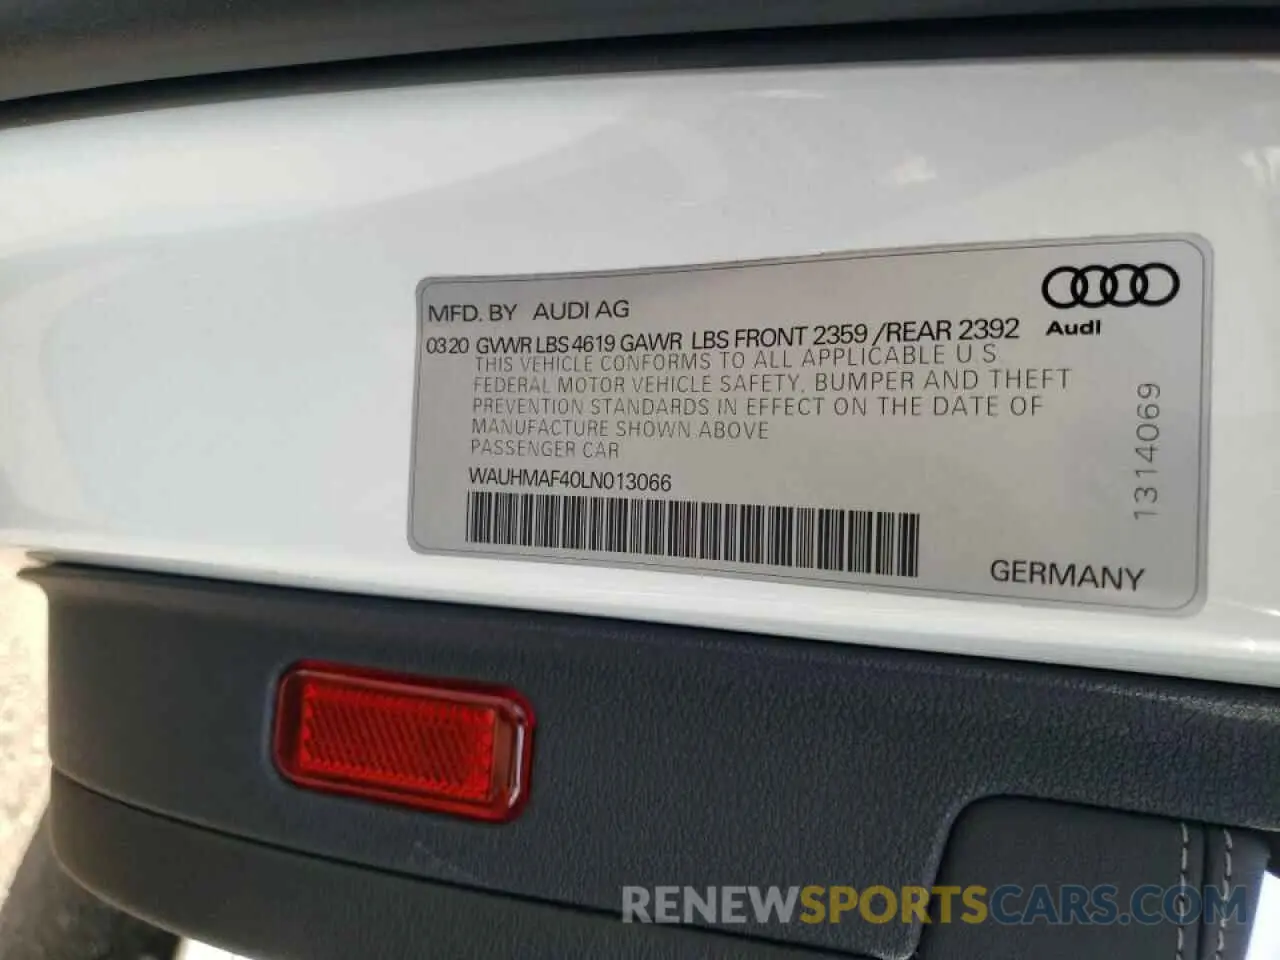 MFD. BY AUDI AG
Audi
0320 GVWR LBS 4619 GAWR LBS FRONT 2359 /REAR 2392
THIS VEHICLE CONFORMS TO ALL APPLICABLE U.S.
FEDERAL MOTOR VEHICLE SAFETY, BUMPER AND THEFT
PREVENTION STANDARDS IN EFFECT ON THE DATE OF
MANUFACTURE SHOWN ABOVE
PASSENGER CAR
WAUHMAF40LN013066
1314069
GERMANY
RENEWSPORTSCARS.COM